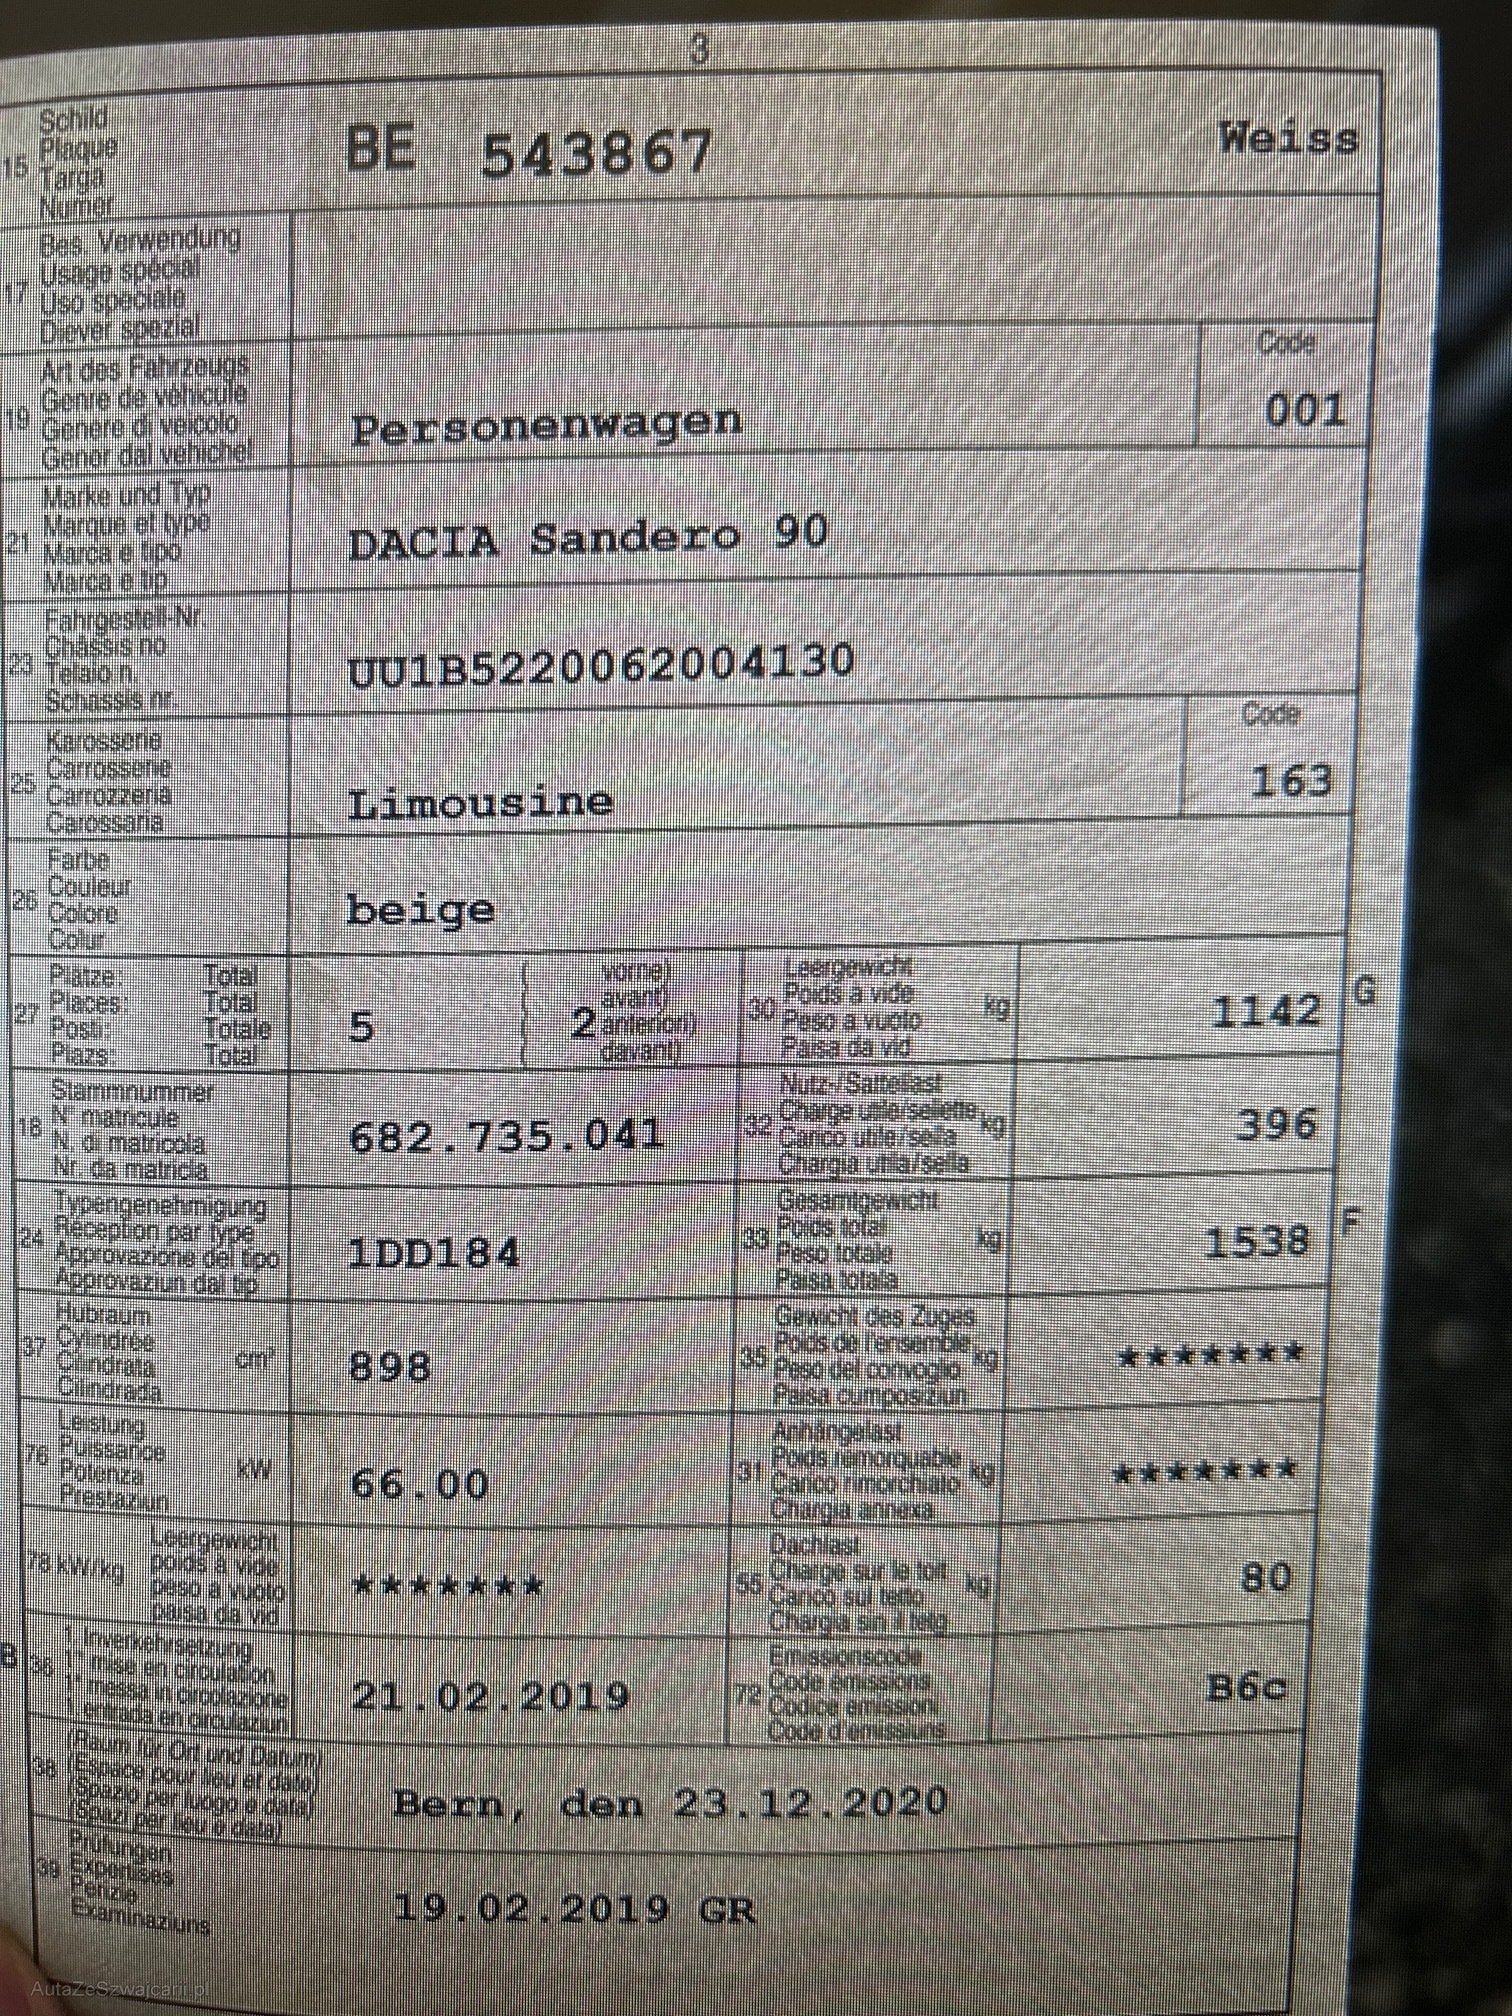 3
15 Schild
Plaque
Targa
Numer
BE 543867 Weiss
17 Bes. Verwendung
Usage spécial
Uso speciale
Diever spezial
19 Art des Fahrzeugs
Genre de véhicule
Genere di veicolo
Gener dal vehichel
Personenwagen
Code
001
21 Marke und Typ
Marque et type
Marca e tipo
Marca e tip
DACIA Sandero 90
23 Fahrgestell-Nr.
Châssis no
Telaio n.
Schassis nr.
UU1B5220062004130
25 Karosserie
Carrosserie
Carrozzeria
Carossaria
Limousine
Code
163
26 Farbe
Couleur
Colore
Colur
beige
27 Plätze: Total
Places: Total
Posti: Totale
Plazs: Total
5
2
vorne)
avant)
anteriori)
davant)
30 Leergewicht
Poids à vide
Peso a vuoto
Paisa da vid
kg
1142 G
18 Stammnummer
N° matricule
N. di matricola
Nr. da matricla
682.735.041
32 Nutz-/Sattellast
Charge utile/sellette
Carico utile/sella
Chargia utila/sella
kg
396
24 Typengenehmigung
Réception par type
Approvazione del tipo
Approvaziun dal tip
1DD184
33 Gesamtgewicht
Poids total
Peso totale
Paisa totala
kg
1538 F
37 Hubraum
Cylindrée
Cilindrata
Cilindrada
cm³
898
35 Gewicht des Zuges
Poids de l'ensemble
Peso del convoglio
Paisa cumposiziun
kg
*******
76 Leistung
Puissance
Potenza
Prestaziun
kW
66.00
31 Anhängelast
Poids remorquable
Carico rimorchiato
Chargia annexa
kg
*******
78 kW/kg
Leergewicht
poids à vide
peso a vuoto
paisa da vid
*******
55 Dachlast
Charge sur le toit
Carico sul tetto
Chargia sin il tetg
kg
80
B 36 1. Inverkehrsetzung
1re mise en circulation
1a messa in circolazione
1. entrada en circulaziun
21.02.2019
72 Emissionscode
Code émissions
Codice emissioni
Code d'emissiuns
B6c
38 (Raum für Ort und Datum)
(Espace pour lieu et date)
(Spazio per luogo e data)
(Spazi per lieu e data)
Bern, den 23.12.2020
39 Prüfungen
Expertises
Perizie
Examinaziuns
19.02.2019 GR
AutaZeSzwajcarii.pl